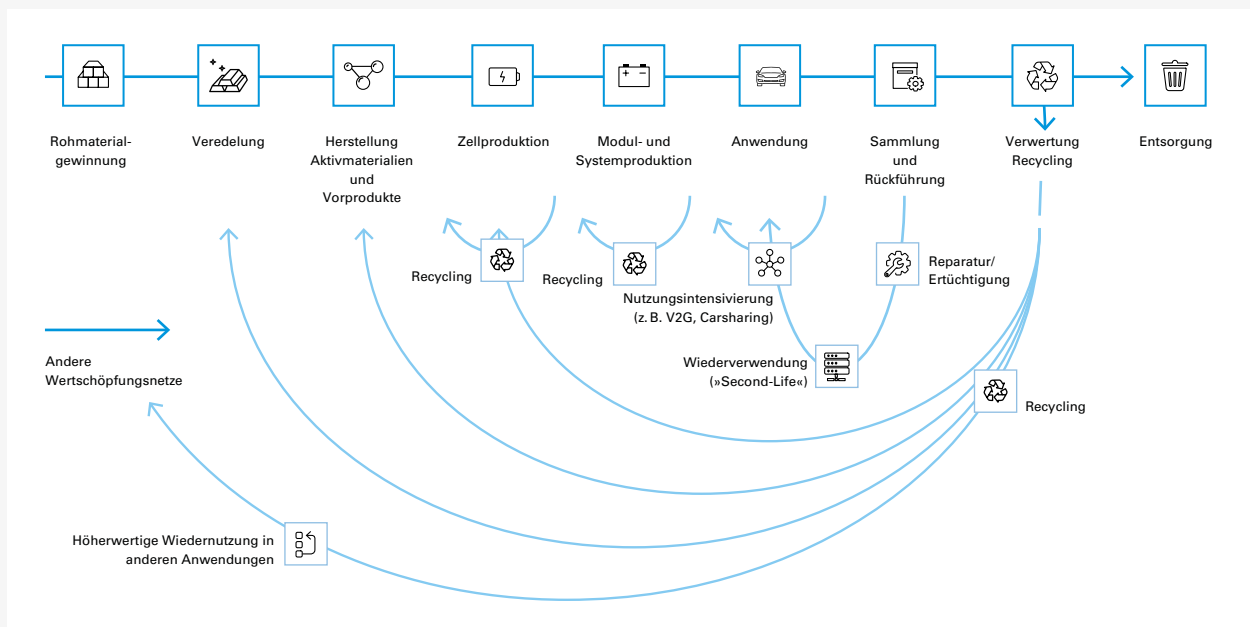 Rohmaterial-
gewinnung
Veredelung
Herstellung
Aktivmaterialien
und
Vorprodukte
Zellproduktion
Modul- und
Systemproduktion
Anwendung
Sammlung
und
Rückführung
Verwertung
Recycling
Entsorgung
Recycling
Recycling
Nutzungsintensivierung
(z. B. V2G, Carsharing)
Reparatur/
Ertüchtigung
Andere
Wertschöpfungsnetze
Wiederverwendung
(»Second-Life«)
Recycling
Höherwertige Wiedernutzung in
anderen Anwendungen